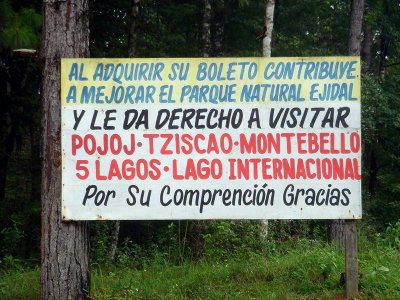 AL ADQUIRIR SU BOLETO CONTRIBUYE
A MEJORAR EL PARQUE NATURAL EJIDAL
Y LE DA DERECHO A VISITAR
POJOJ·TZISCAO·MONTEBELLO
5 LAGOS·LAGO INTERNACIONAL
Por Su Comprención Gracias